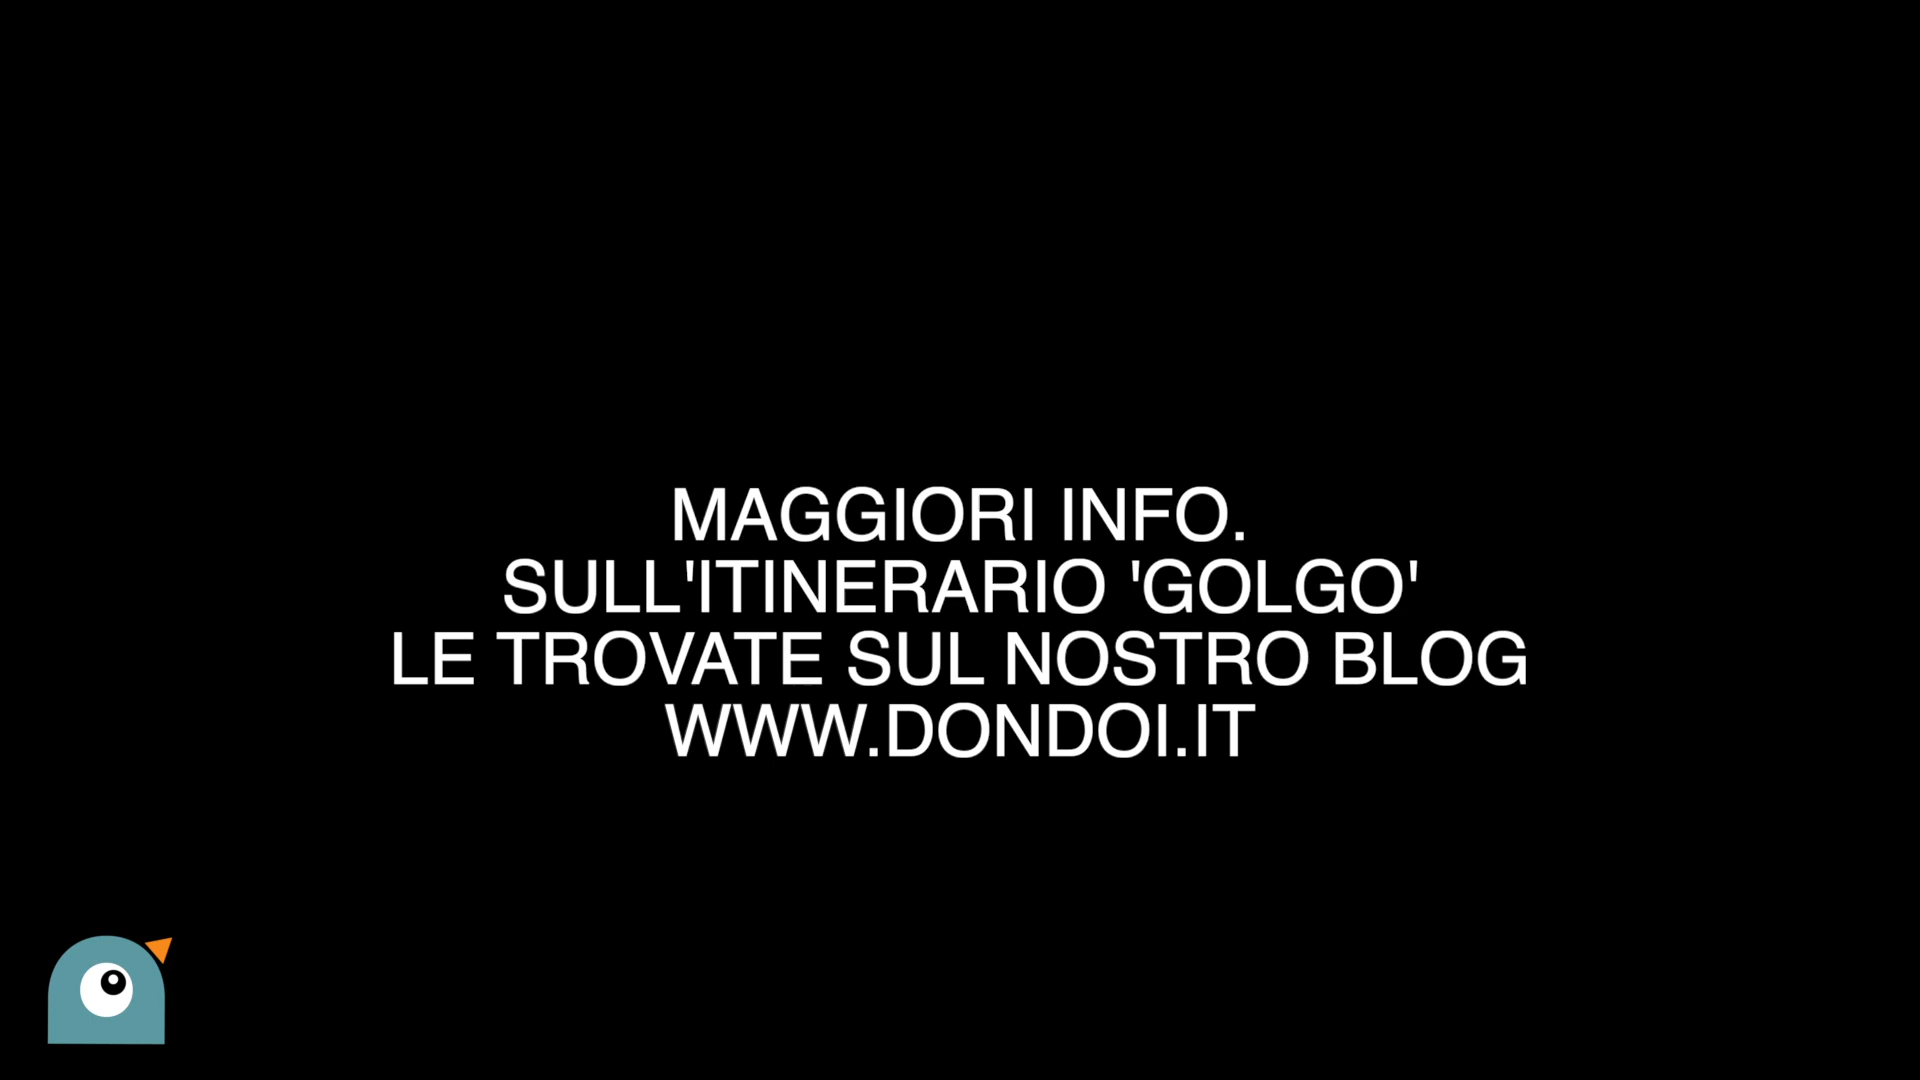 MAGGIORI INFO.
SULL'ITINERARIO 'GOLGO'
LE TROVATE SUL NOSTRO BLOG
WWW.DONDOI.IT